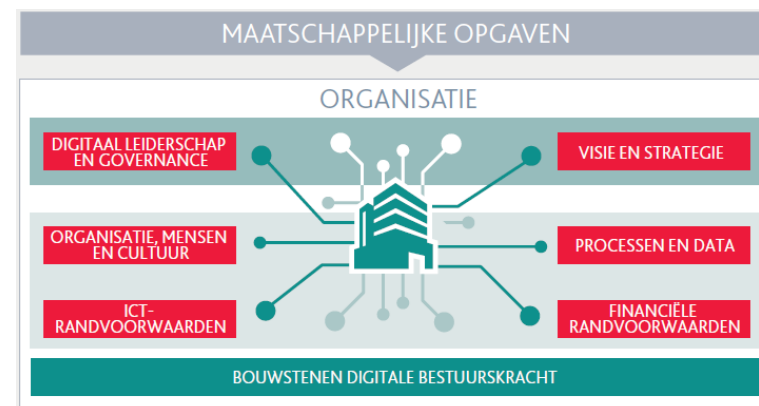 MAATSCHAPPELIJKE OPGAVEN
ORGANISATIE
DIGITAAL LEIDERSCHAP
EN GOVERNANCE
VISIE EN STRATEGIE
ORGANISATIE, MENSEN
EN CULTUUR
PROCESSEN EN DATA
ICT-
RANDVOORWAARDEN
FINANCIËLE
RANDVOORWAARDEN
BOUWSTENEN DIGITALE BESTUURSKRACHT